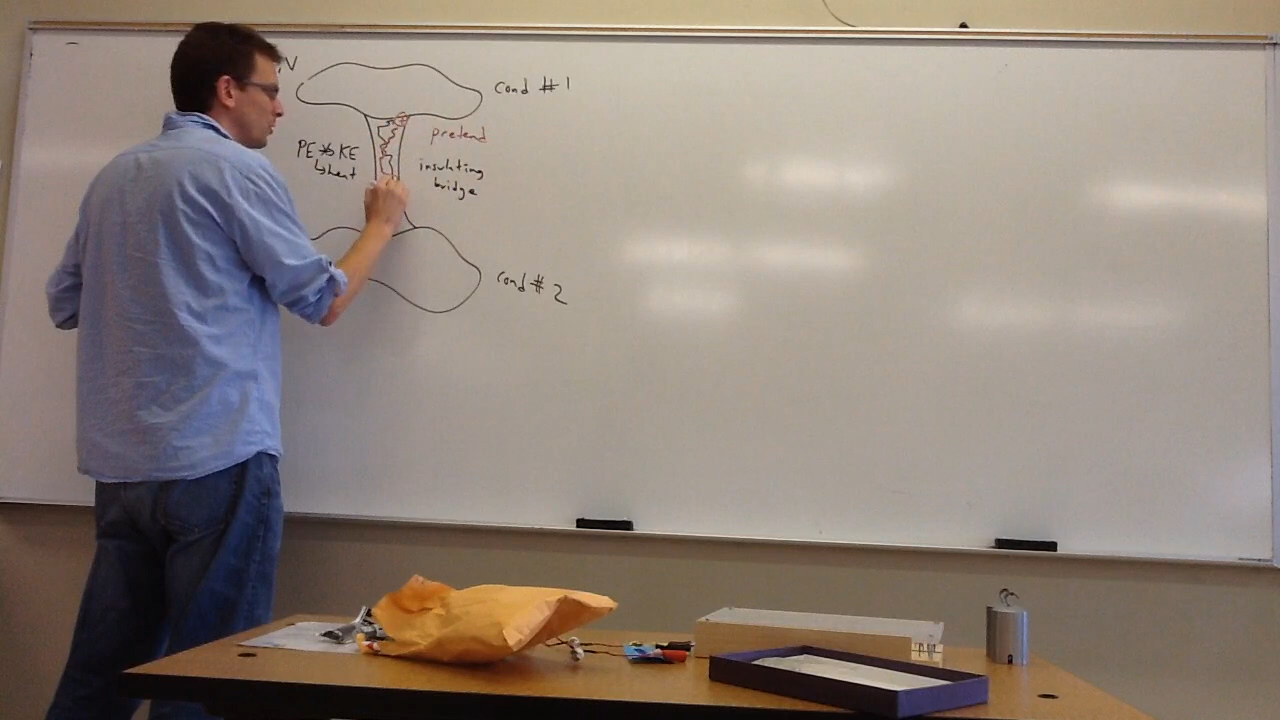 V
cond #1
pretend
PE ↛ KE
↳heat
insulating
bridge
cond # 2